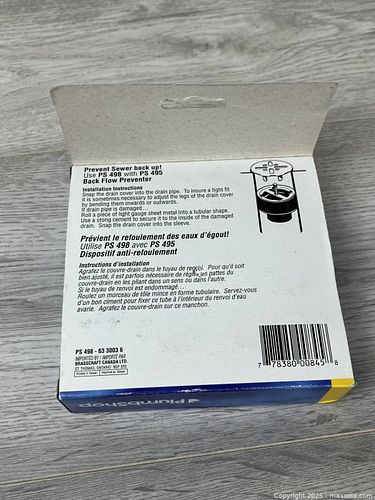 Prevent Sewer back up!
Use PS 498 with PS 495
Back Flow Preventer
Installation Instructions
Snap the drain cover into the drain pipe. To insure a tight fit
it is sometimes necessary to adjust the legs of the drain cover
by bending them inwards or outwards.
If drain pipe is damaged...
Roll a piece of light gauge sheet metal into a tubular shape.
Use duct cement to secure it to the inside of the damaged
drain. Snap the drain cover into the sleeve.
Prévient le refoulement des eaux d'égout!
Utilise PS 498 avec PS 495
Dispositif anti-refoulement
Instructions d'installation
Agrafez le couvre-drain dans le tuyau de renvoi. Pour qu'il soit
bien ajusté, il est parfois nécessaire de régler les pattes du
couvre-drain en les pliant dans un sens ou dans l'autre.
Si le tuyau de renvoi est endommagé...
Roulez un morceau de tôle mince en forme tubulaire. Servez-vous
d'un bon ciment pour fixer ce tube à l'intérieur du renvoi d'eau
avarié. Agrafez le couvre-drain sur ce manchon.
PS 498 - 63 3003 6
IMPORTED BY / IMPORTÉ PAR
BRASSCRAFT CANADA LTD.
ST. THOMAS, ONTARIO N5P 3R9
Printed in Taiwan
Imprimé au Taiwan
7 78380 00845 8
Plumbshop
Copyright 2025 - maxsold.com